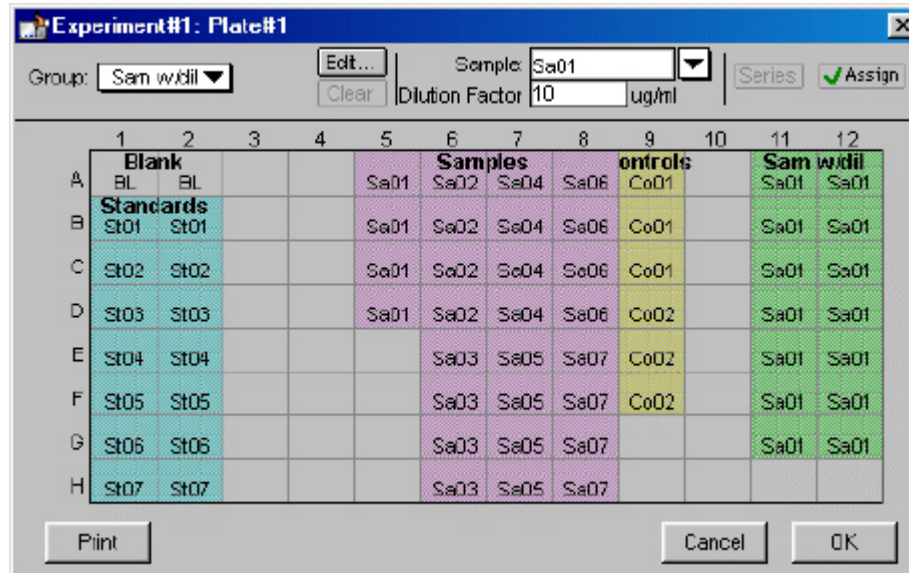 Experiment#1: Plate#1
Group: Sam w/dil Edit... Sample: Sa01 Series Assign
Clear Dilution Factor 10 ug/ml
1 2 3 4 5 6 7 8 9 10 11 12
Blank Samples ontrols Sam w/dil
A BL BL Sa01 Sa02 Sa04 Sa06 Co01 Sa01 Sa01
Standards
B St01 St01 Sa01 Sa02 Sa04 Sa06 Co01 Sa01 Sa01
C St02 St02 Sa01 Sa02 Sa04 Sa06 Co01 Sa01 Sa01
D St03 St03 Sa01 Sa02 Sa04 Sa06 Co02 Sa01 Sa01
E St04 St04 Sa03 Sa05 Sa07 Co02 Sa01 Sa01
F St05 St05 Sa03 Sa05 Sa07 Co02 Sa01 Sa01
G St06 St06 Sa03 Sa05 Sa07 Sa01 Sa01
H St07 St07 Sa03 Sa05 Sa07
Print Cancel OK